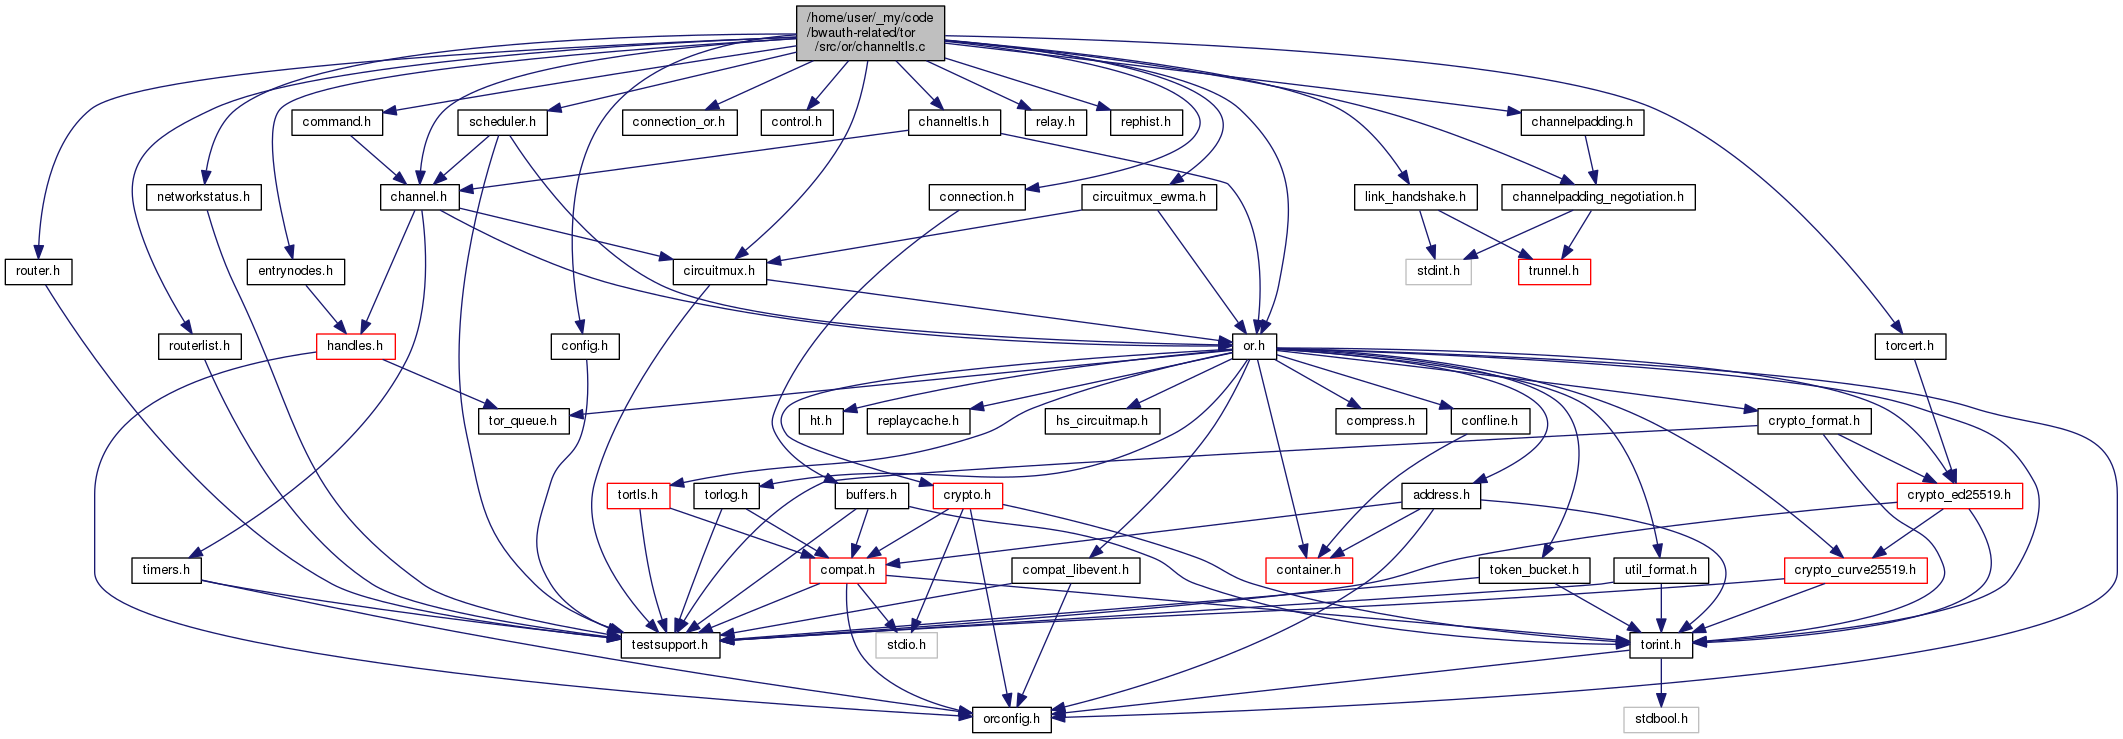 /home/user/_my/code
/bwauth-related/tor
/src/or/channeltls.c
command.h
scheduler.h
connection_or.h
control.h
channeltls.h
relay.h
rephist.h
channelpadding.h
networkstatus.h
channel.h
connection.h
circuitmux_ewma.h
link_handshake.h
channelpadding_negotiation.h
router.h
entrynodes.h
circuitmux.h
stdint.h
trunnel.h
routerlist.h
handles.h
config.h
or.h
torcert.h
tor_queue.h
ht.h
replaycache.h
hs_circuitmap.h
compress.h
confline.h
crypto_format.h
tortls.h
torlog.h
buffers.h
crypto.h
address.h
crypto_ed25519.h
timers.h
compat.h
compat_libevent.h
container.h
token_bucket.h
util_format.h
crypto_curve25519.h
testsupport.h
stdio.h
torint.h
orconfig.h
stdbool.h